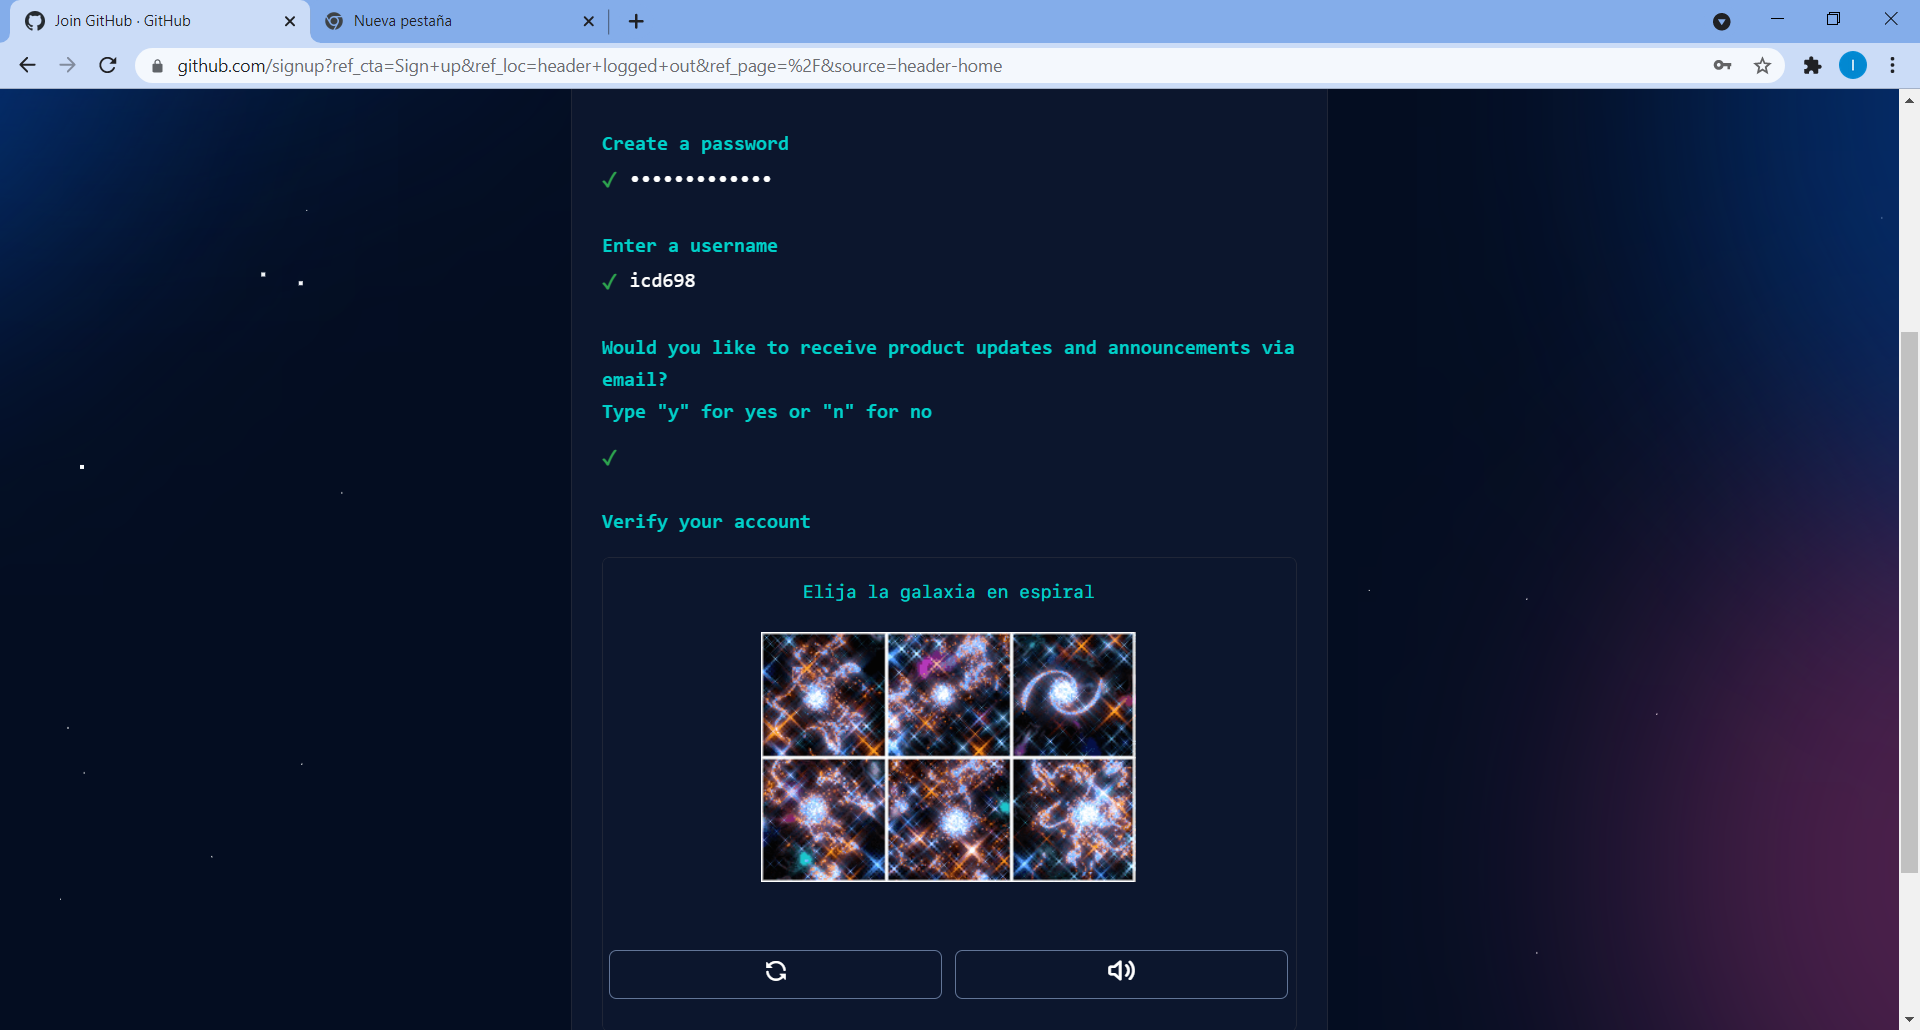 Join GitHub · GitHub
Nueva pestaña
github.com/signup?ref_cta=Sign+up&ref_loc=header+logged+out&ref_page=%2F&source=header-home
I
Create a password
•••••••••••••
Enter a username
icd698
Would you like to receive product updates and announcements via
email?
Type "y" for yes or "n" for no
Verify your account
Elija la galaxia en espiral